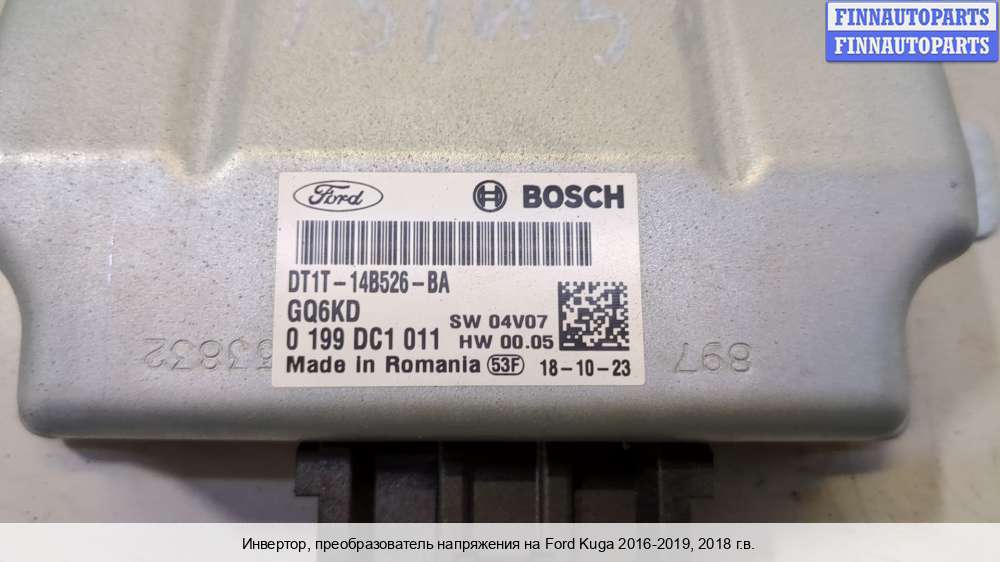 FINNAUTOPARTS
FINNAUTOPARTS
Ford
BOSCH
DT1T-14B526-BA
GQ6KD
0 199 DC1 011
SW 04V07
HW 00.05
Made in Romania 53F 18-10-23
897
Инвертор, преобразователь напряжения на Ford Kuga 2016-2019, 2018 г.в.